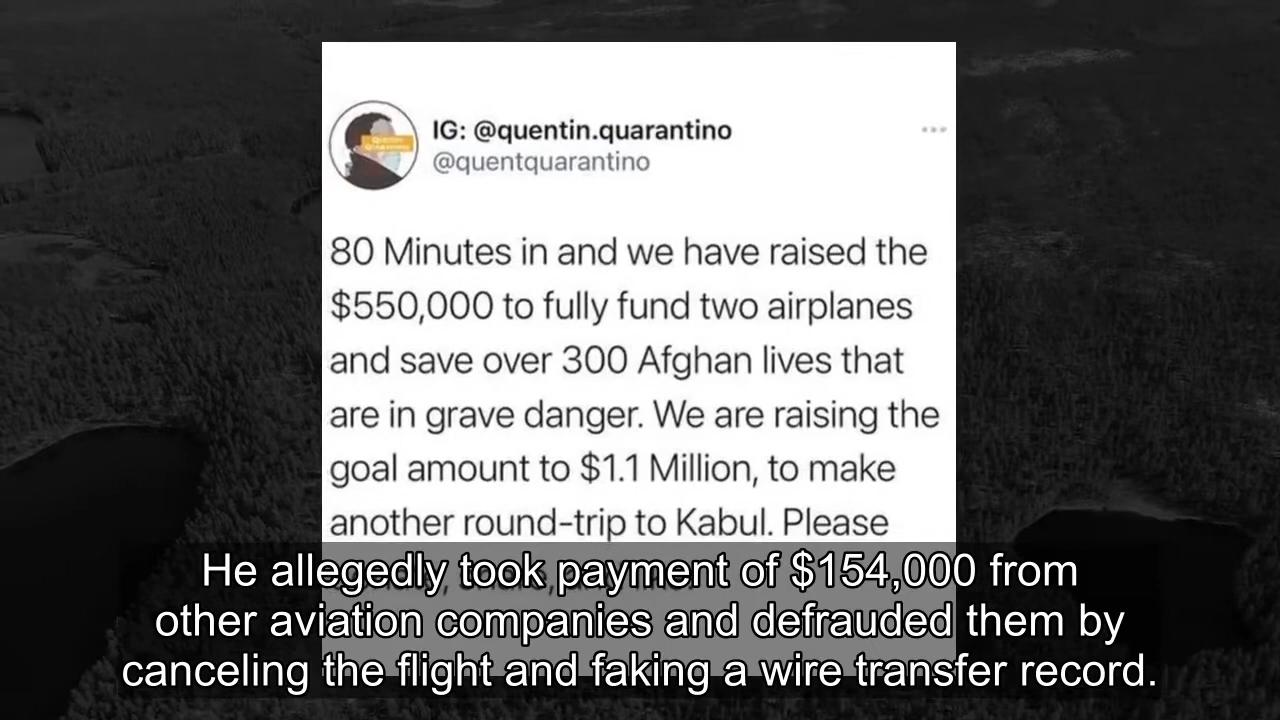 IG: @quentin.quarantino
@quentquarantino
80 Minutes in and we have raised the
$550,000 to fully fund two airplanes
and save over 300 Afghan lives that
are in grave danger. We are raising the
goal amount to $1.1 Million, to make
another round-trip to Kabul. Please
He allegedly took payment of $154,000 from
other aviation companies and defrauded them by
canceling the flight and faking a wire transfer record.